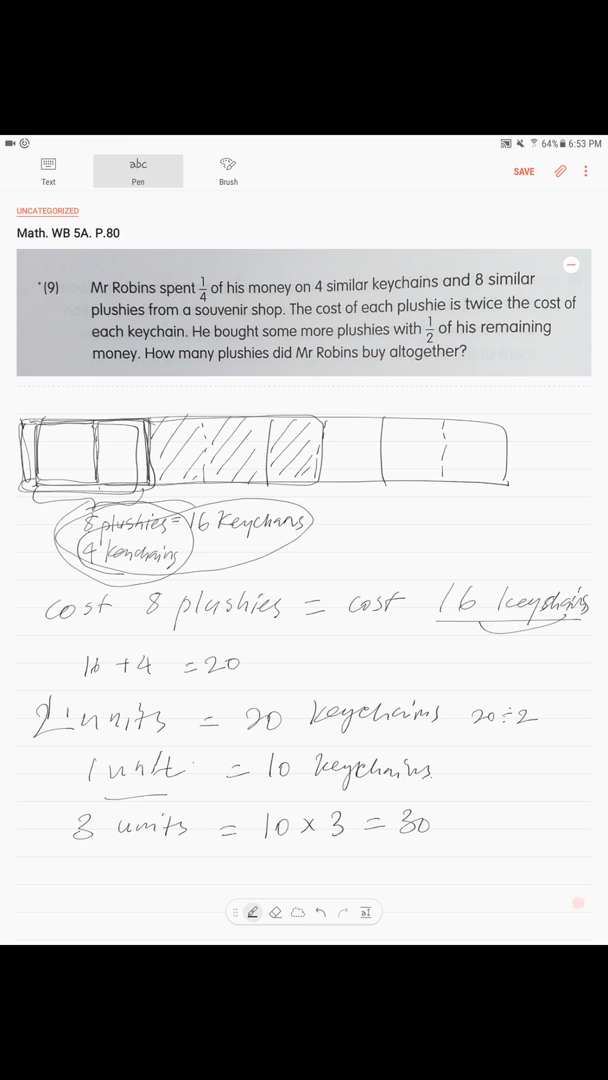 64% 6:53 PM
Text
abc
Pen
Brush
SAVE
UNCATEGORIZED
Math. WB 5A. P.80
*(9) Mr Robins spent 1/4 of his money on 4 similar keychains and 8 similar
plushies from a souvenir shop. The cost of each plushie is twice the cost of
each keychain. He bought some more plushies with 1/2 of his remaining
money. How many plushies did Mr Robins buy altogether?
8 plushies = 16 Keychans
4 Keychains
cost 8 plushies = cost 16 keychains
16 + 4 = 20
2 units = 20 keychains 20 ÷ 2
1 unit = 10 keychains
3 units = 10 × 3 = 30
aI